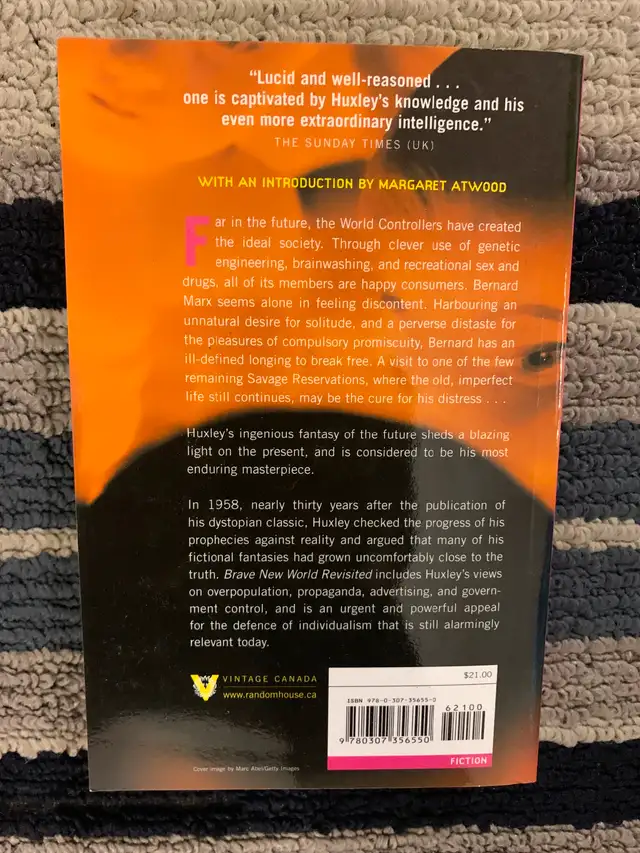 “Lucid and well-reasoned . . .
one is captivated by Huxley’s knowledge and his
even more extraordinary intelligence.”
THE SUNDAY TIMES (UK)
WITH AN INTRODUCTION BY MARGARET ATWOOD
Far in the future, the World Controllers have created
the ideal society. Through clever use of genetic
engineering, brainwashing, and recreational sex and
drugs, all of its members are happy consumers. Bernard
Marx seems alone in feeling discontent. Harbouring an
unnatural desire for solitude, and a perverse distaste for
the pleasures of compulsory promiscuity, Bernard has an
ill-defined longing to break free. A visit to one of the few
remaining Savage Reservations, where the old, imperfect
life still continues, may be the cure for his distress . . .
Huxley’s ingenious fantasy of the future sheds a blazing
light on the present, and is considered to be his most
enduring masterpiece.
In 1958, nearly thirty years after the publication of
his dystopian classic, Huxley checked the progress of his
prophecies against reality and argued that many of his
fictional fantasies had grown uncomfortably close to the
truth. Brave New World Revisited includes Huxley’s views
on overpopulation, propaganda, advertising, and govern-
ment control, and is an urgent and powerful appeal
for the defence of individualism that is still alarmingly
relevant today.
VINTAGE CANADA
www.randomhouse.ca
$21.00
ISBN 978-0-307-35655-0
62100
9 780307 356550
FICTION
Cover image by Marc Atkei/Getty Images